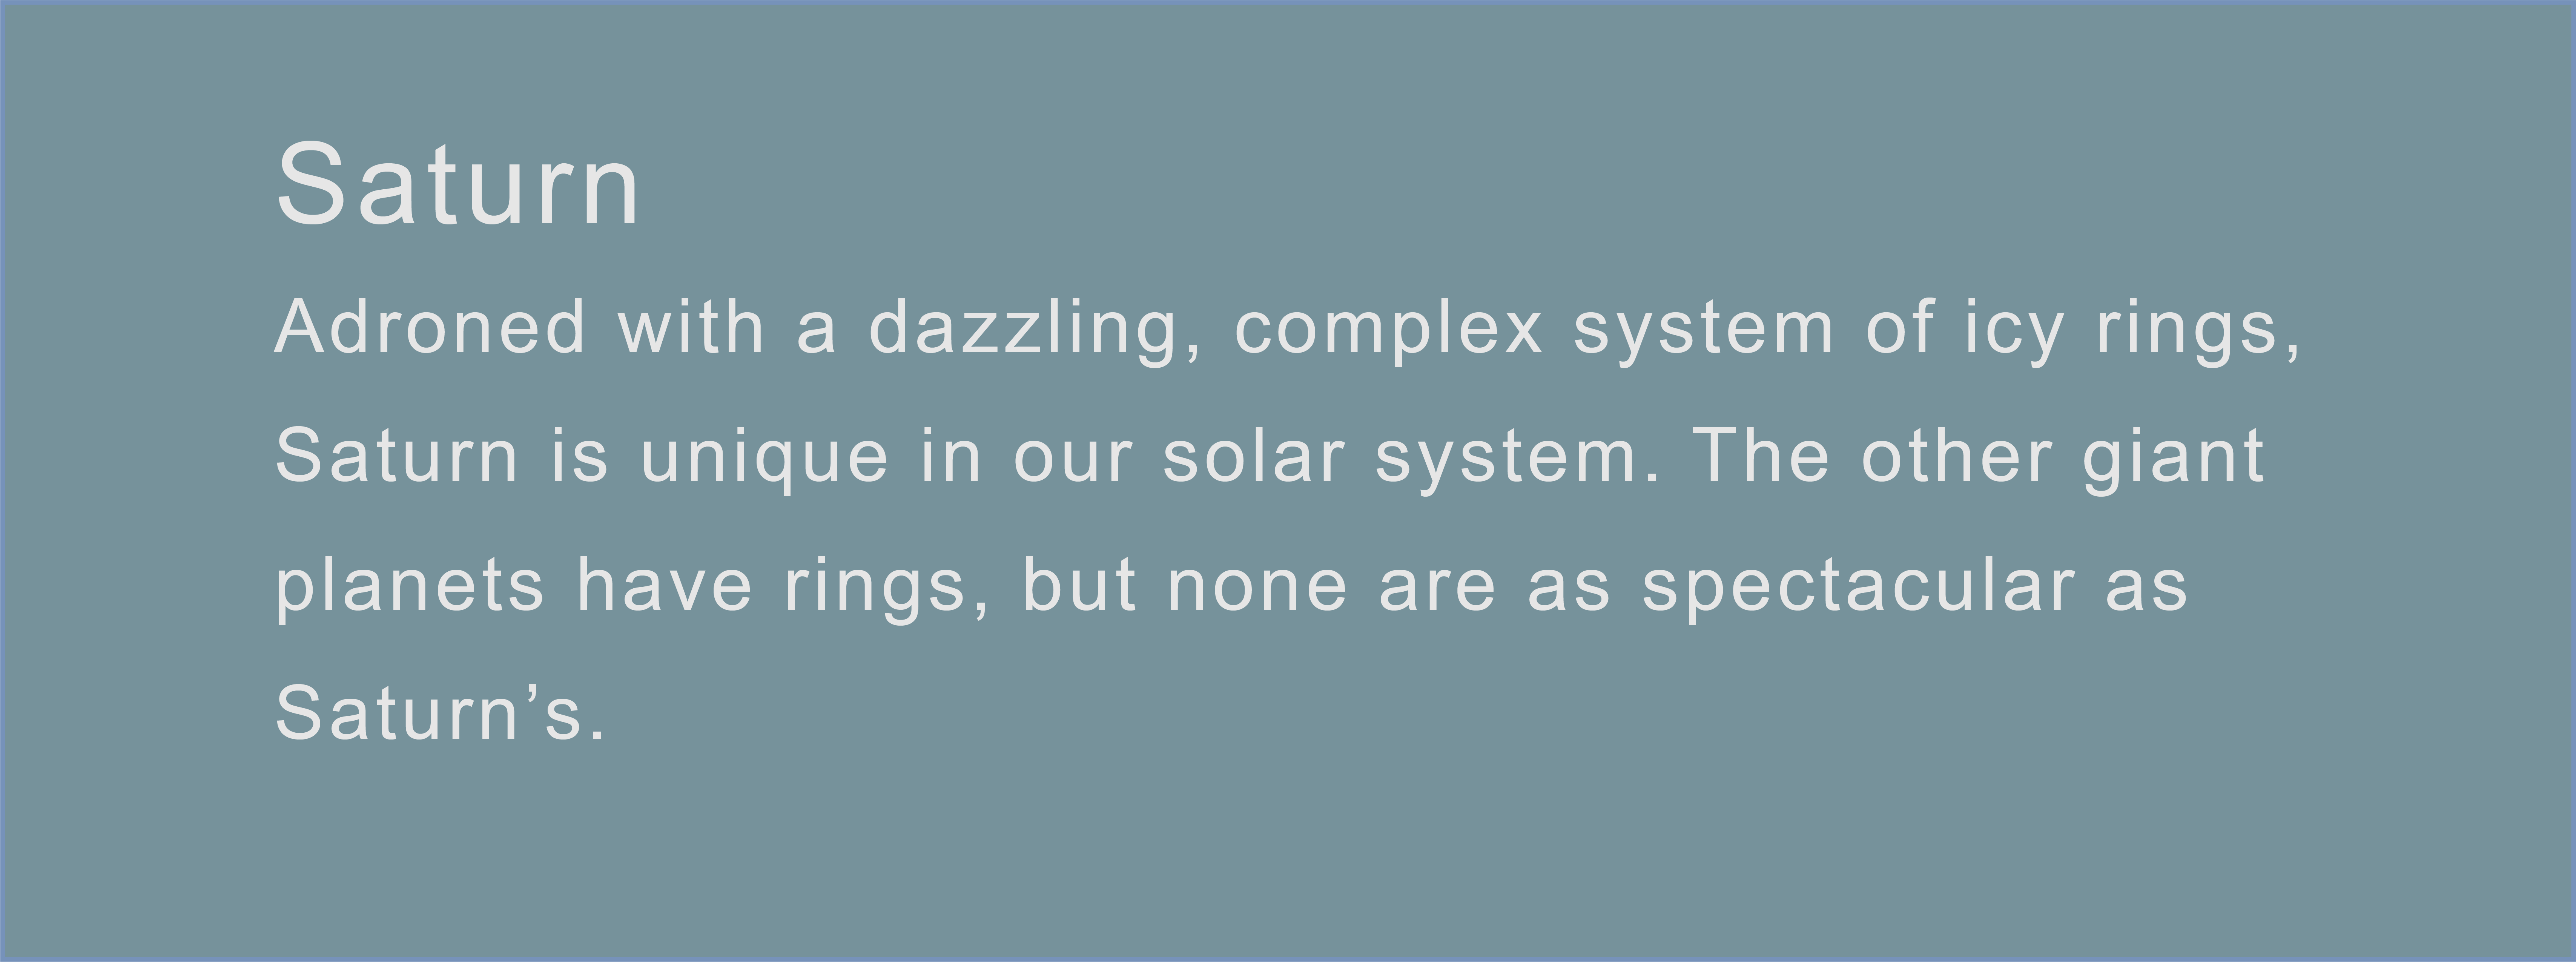 Saturn
Adroned with a dazzling, complex system of icy rings,
Saturn is unique in our solar system. The other giant
planets have rings, but none are as spectacular as
Saturn’s.